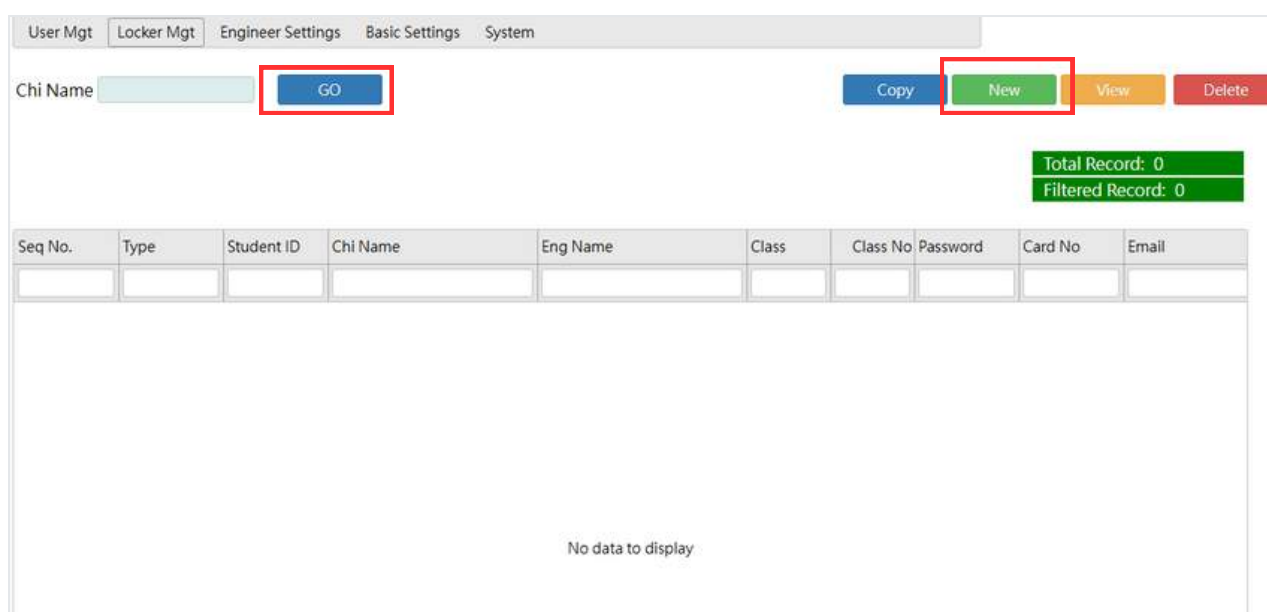 User Mgt Locker Mgt Engineer Settings Basic Settings System
Chi Name GO Copy New View Delete
Total Record: 0
Filtered Record: 0
Seq No. Type Student ID Chi Name Eng Name Class Class No Password Card No Email
No data to display